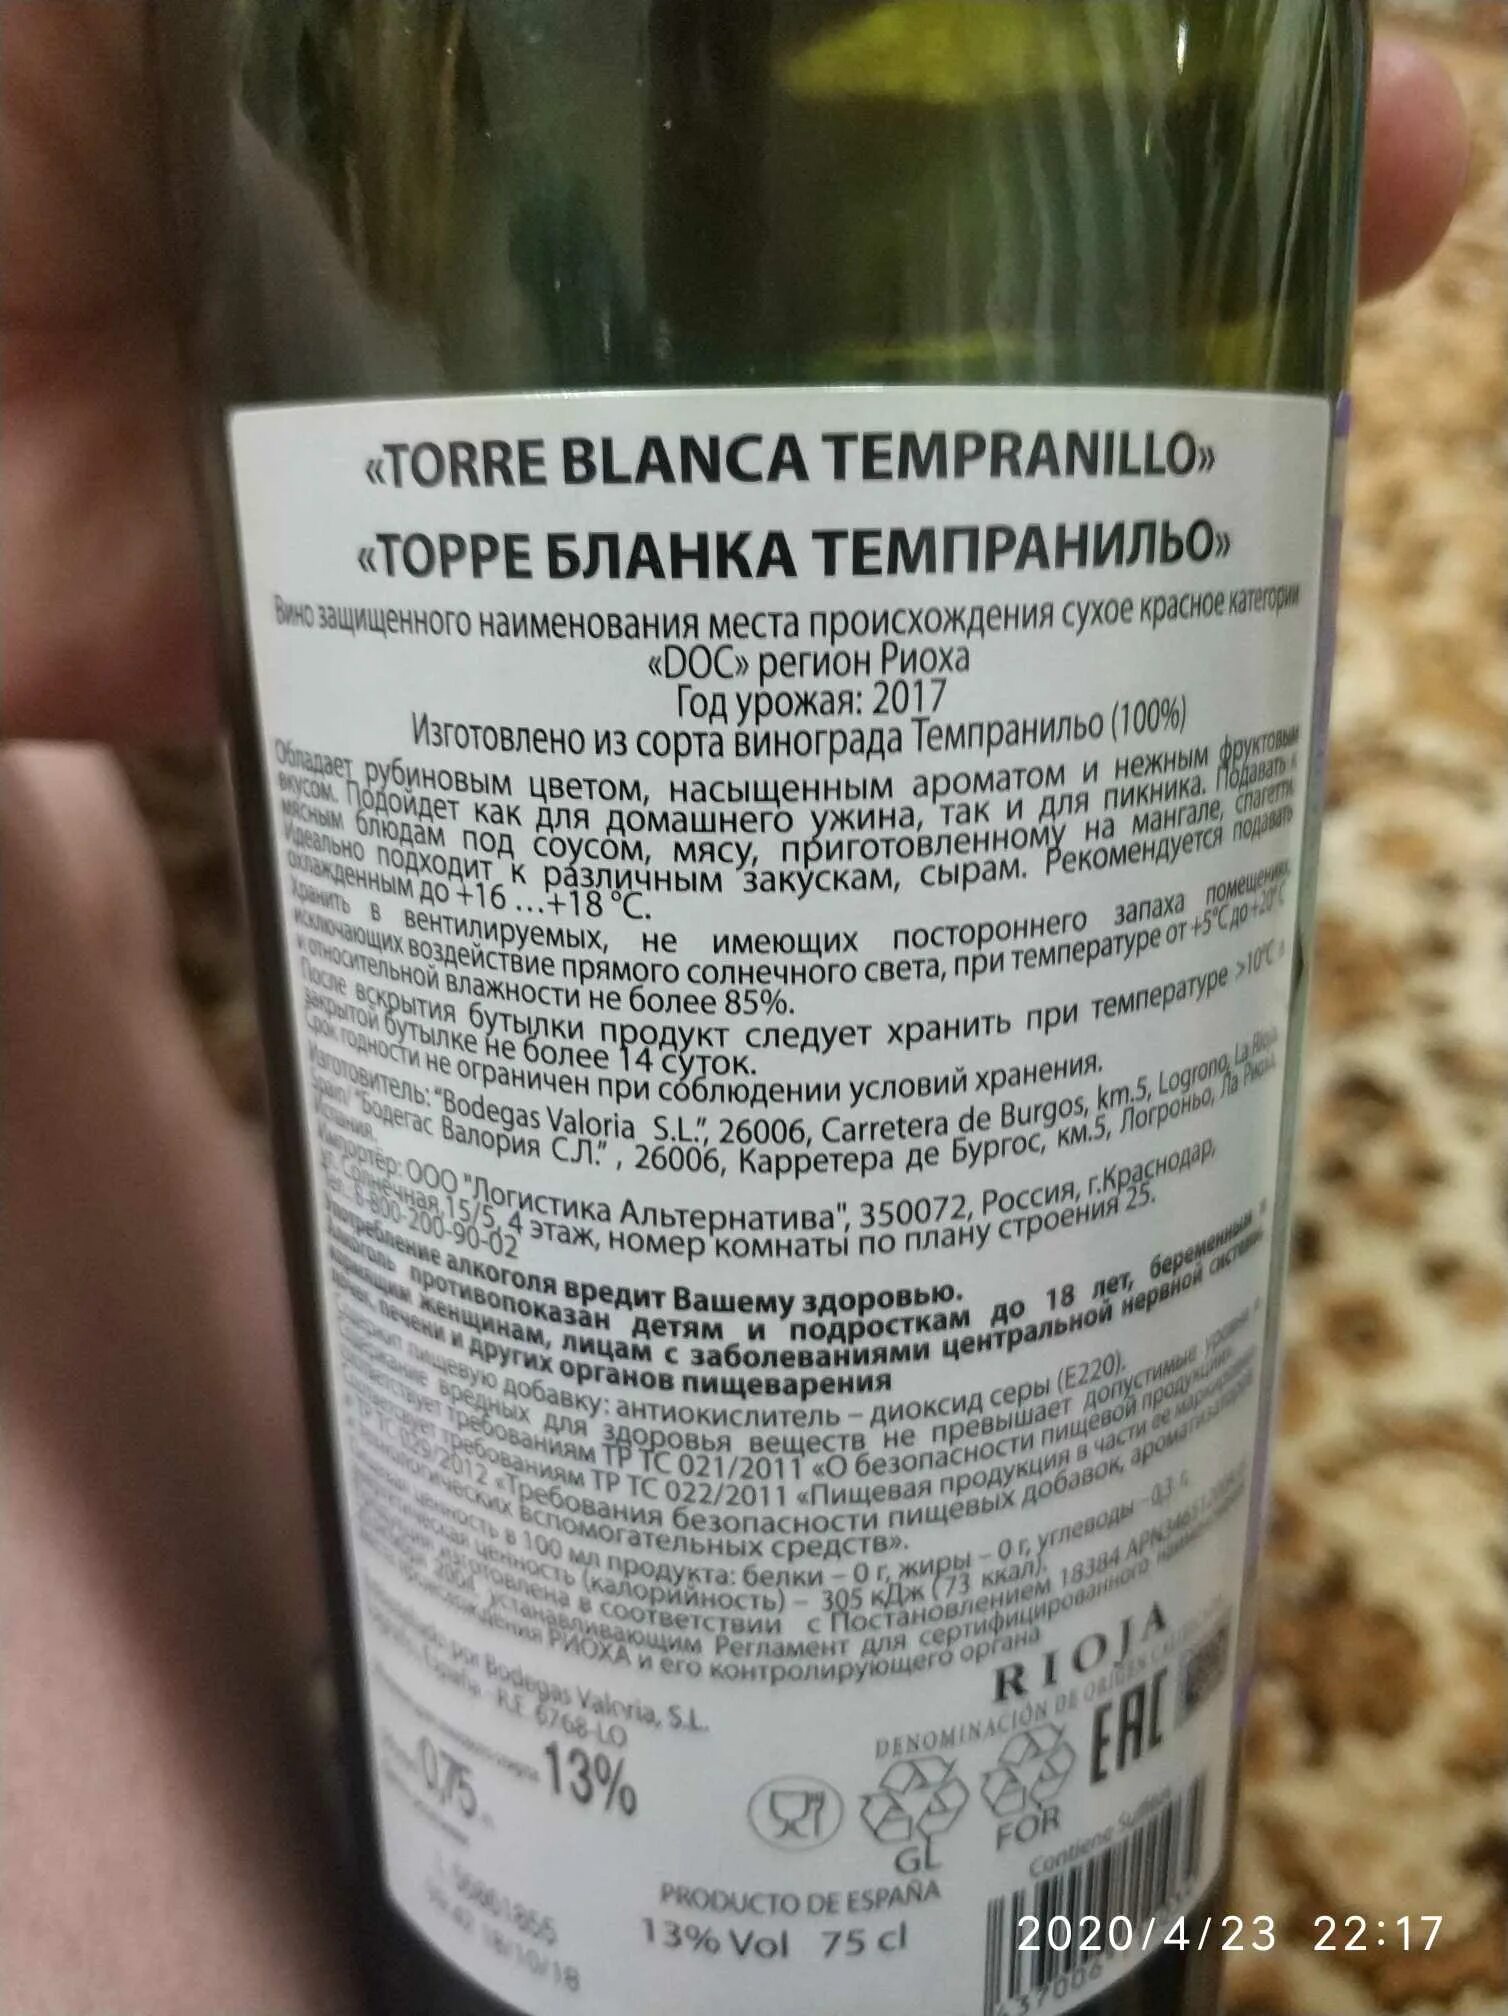 «TORRE BLANCA TEMPRANILLO»
«ТОРРЕ БЛАНКА ТЕМПРАНИЛЬО»
Вино защищенного наименования места происхождения сухое красное категории
«DOC» регион Риоха
Год урожая: 2017
Изготовлено из сорта винограда Темпранильо (100%)
Обладает рубиновым цветом, насыщенным ароматом и нежным фруктовым
вкусом. Подойдет как для домашнего ужина, так и для пикника. Подавать к
мясным блюдам под соусом, мясу, приготовленному на мангале, спагетти.
Идеально подходит к различным закускам, сырам. Рекомендуется подавать
охлажденным до +16 ...+18 °С.
Хранить в вентилируемых, не имеющих постороннего запаха помещениях,
исключающих воздействие прямого солнечного света, при температуре от +5°С до +20°С
и относительной влажности не более 85%.
После вскрытия бутылки продукт следует хранить при температуре >10°С в
закрытой бутылке не более 14 суток.
Срок годности не ограничен при соблюдении условий хранения.
Изготовитель: "Bodegas Valoria S.L.", 26006, Carretera de Burgos, km.5, Logrono, La Rioja
Spain/ "Бодегас Валория С.Л." , 26006, Карретера де Бургос, км.5, Логроньо, Ла Риоха,
Испания.
Импортёр: ООО "Логистика Альтернатива", 350072, Россия, г.Краснодар,
ул. Солнечная,15/5, 4 этаж, номер комнаты по плану строения 25.
Тел.: 8-800-200-90-02
Употребление алкоголя вредит Вашему здоровью.
Алкоголь противопоказан детям и подросткам до 18 лет, беременным и
кормящим женщинам, лицам с заболеваниями центральной нервной системы,
почек, печени и других органов пищеварения
Содержит пищевую добавку: антиокислитель – диоксид серы (Е220).
Содержание вредных для здоровья веществ не превышает допустимые уровни
Соответствует требованиям ТР ТС 021/2011 «О безопасности пищевой продукции»
Соответствует требованиям ТР ТС 022/2011 «Пищевая продукция в части ее маркировки»
и ТР ТС 029/2012 «Требования безопасности пищевых добавок, ароматизаторов
и технологических вспомогательных средств».
Пищевая ценность в 100 мл продукта: белки – 0 г, жиры – 0 г, углеводы – 0,3 г.
Энергетическая ценность (калорийность) – 305 кДж (73 ккал).
изготовлена в соответствии с Постановлением 18384 APN
2004, устанавливающим Регламент для сертифицированного наименования
происхождения РИОХА и его контролирующего органа
por Bodegas Valoria, S.L.
España R.E. 6768-LO
RIOJA
DENOMINACIÓN DE ORIGEN CALIFICADA
EAC
13%
0,75
GL
FOR
Contiene Sulfitos
PRODUCTO DE ESPAÑA
13% Vol 75 cl
18/10/18
2020/4/23 22:17